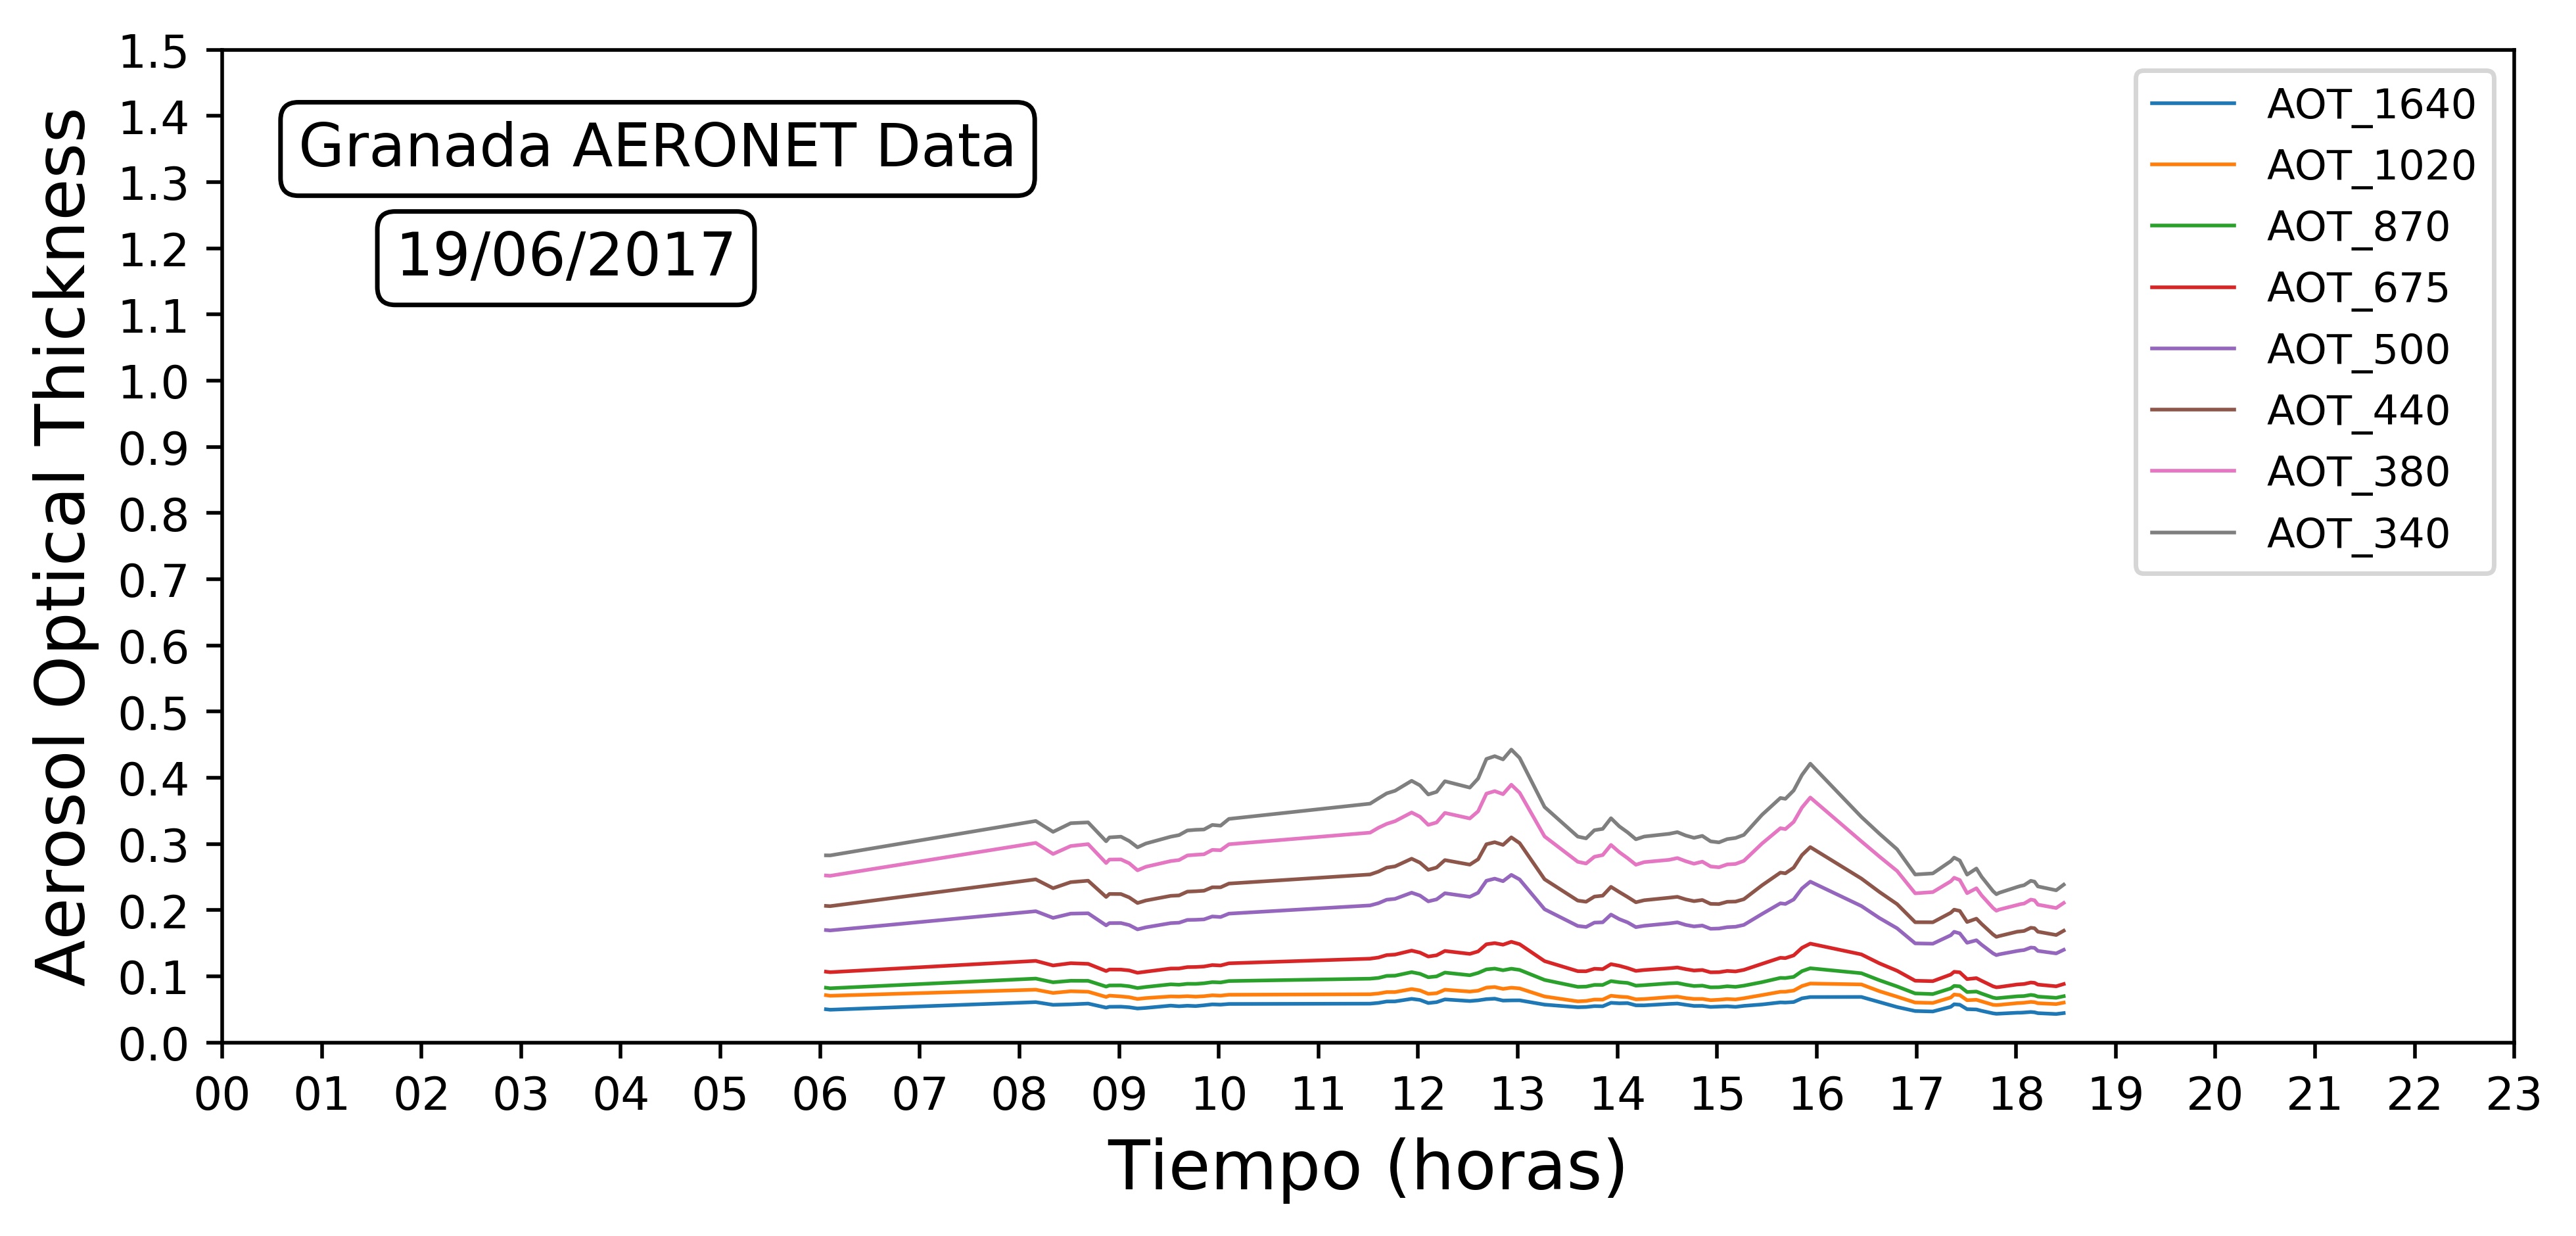 Granada AERONET Data
19/06/2017
AOT_1640
AOT_1020
AOT_870
AOT_675
AOT_500
AOT_440
AOT_380
AOT_340
Aerosol Optical Thickness
1.5
1.4
1.3
1.2
1.1
1.0
0.9
0.8
0.7
0.6
0.5
0.4
0.3
0.2
0.1
0.0
00 01 02 03 04 05 06 07 08 09 10 11 12 13 14 15 16 17 18 19 20 21 22 23
Tiempo (horas)